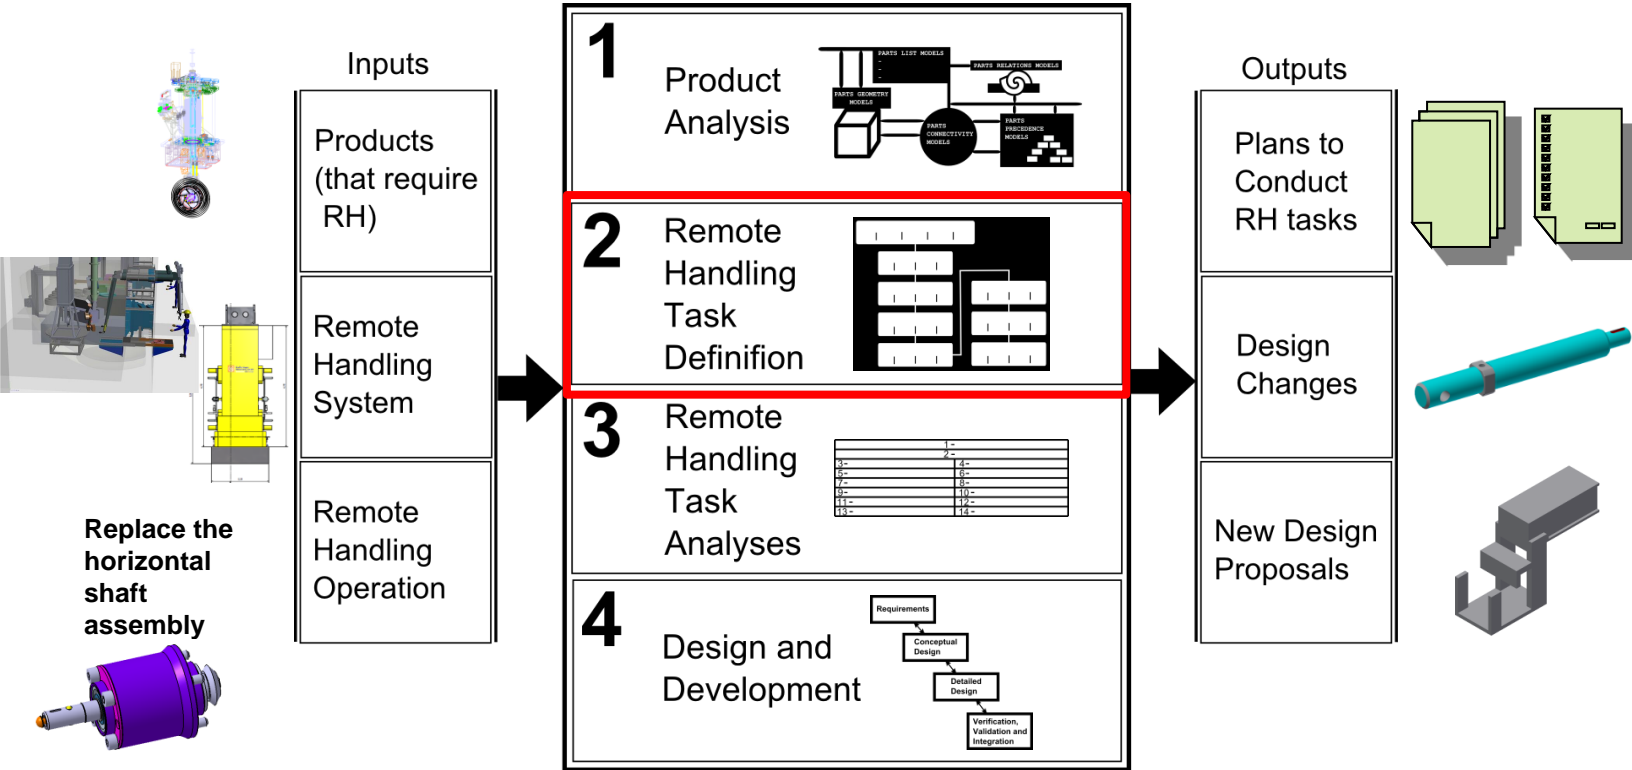 Inputs
Products
(that require
RH)
Remote
Handling
System
Remote
Handling
Operation
Replace the
horizontal
shaft
assembly
1
Product
Analysis
PARTS LIST MODELS
PARTS RELATIONS MODELS
PARTS GEOMETRY
MODELS
PARTS
CONNECTIVITY
MODELS
PARTS
PRECEDENCE
MODELS
2
Remote
Handling
Task
Definifion
3
Remote
Handling
Task
Analyses
1-
2-
3- 4-
5- 6-
7- 8-
9- 10-
11- 12-
13- 14-
4
Design and
Development
Requirements
Conceptual
Design
Detailed
Design
Verification,
Validation and
Integration
Outputs
Plans to
Conduct
RH tasks
Design
Changes
New Design
Proposals